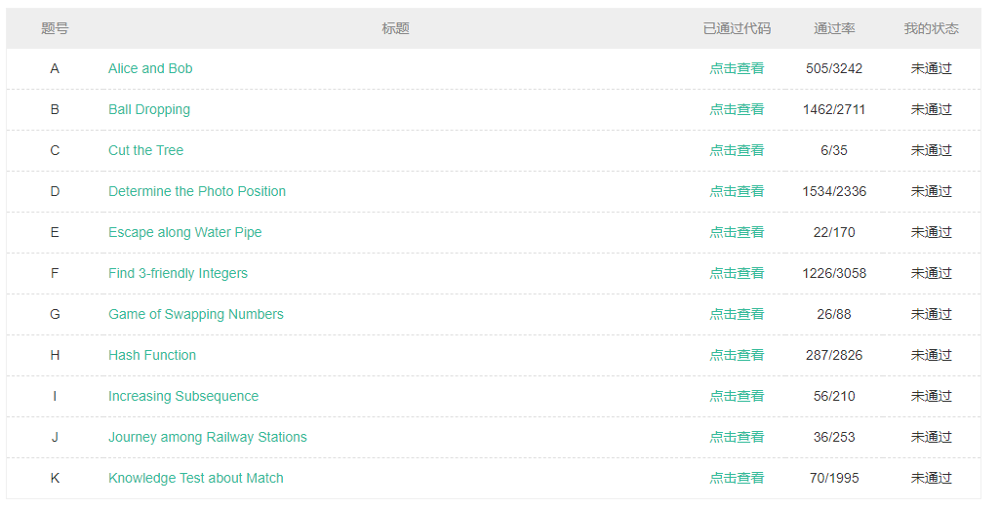 题号 标题 已通过代码 通过率 我的状态
A Alice and Bob 点击查看 505/3242 未通过
B Ball Dropping 点击查看 1462/2711 未通过
C Cut the Tree 点击查看 6/35 未通过
D Determine the Photo Position 点击查看 1534/2336 未通过
E Escape along Water Pipe 点击查看 22/170 未通过
F Find 3-friendly Integers 点击查看 1226/3058 未通过
G Game of Swapping Numbers 点击查看 26/88 未通过
H Hash Function 点击查看 287/2826 未通过
I Increasing Subsequence 点击查看 56/210 未通过
J Journey among Railway Stations 点击查看 36/253 未通过
K Knowledge Test about Match 点击查看 70/1995 未通过